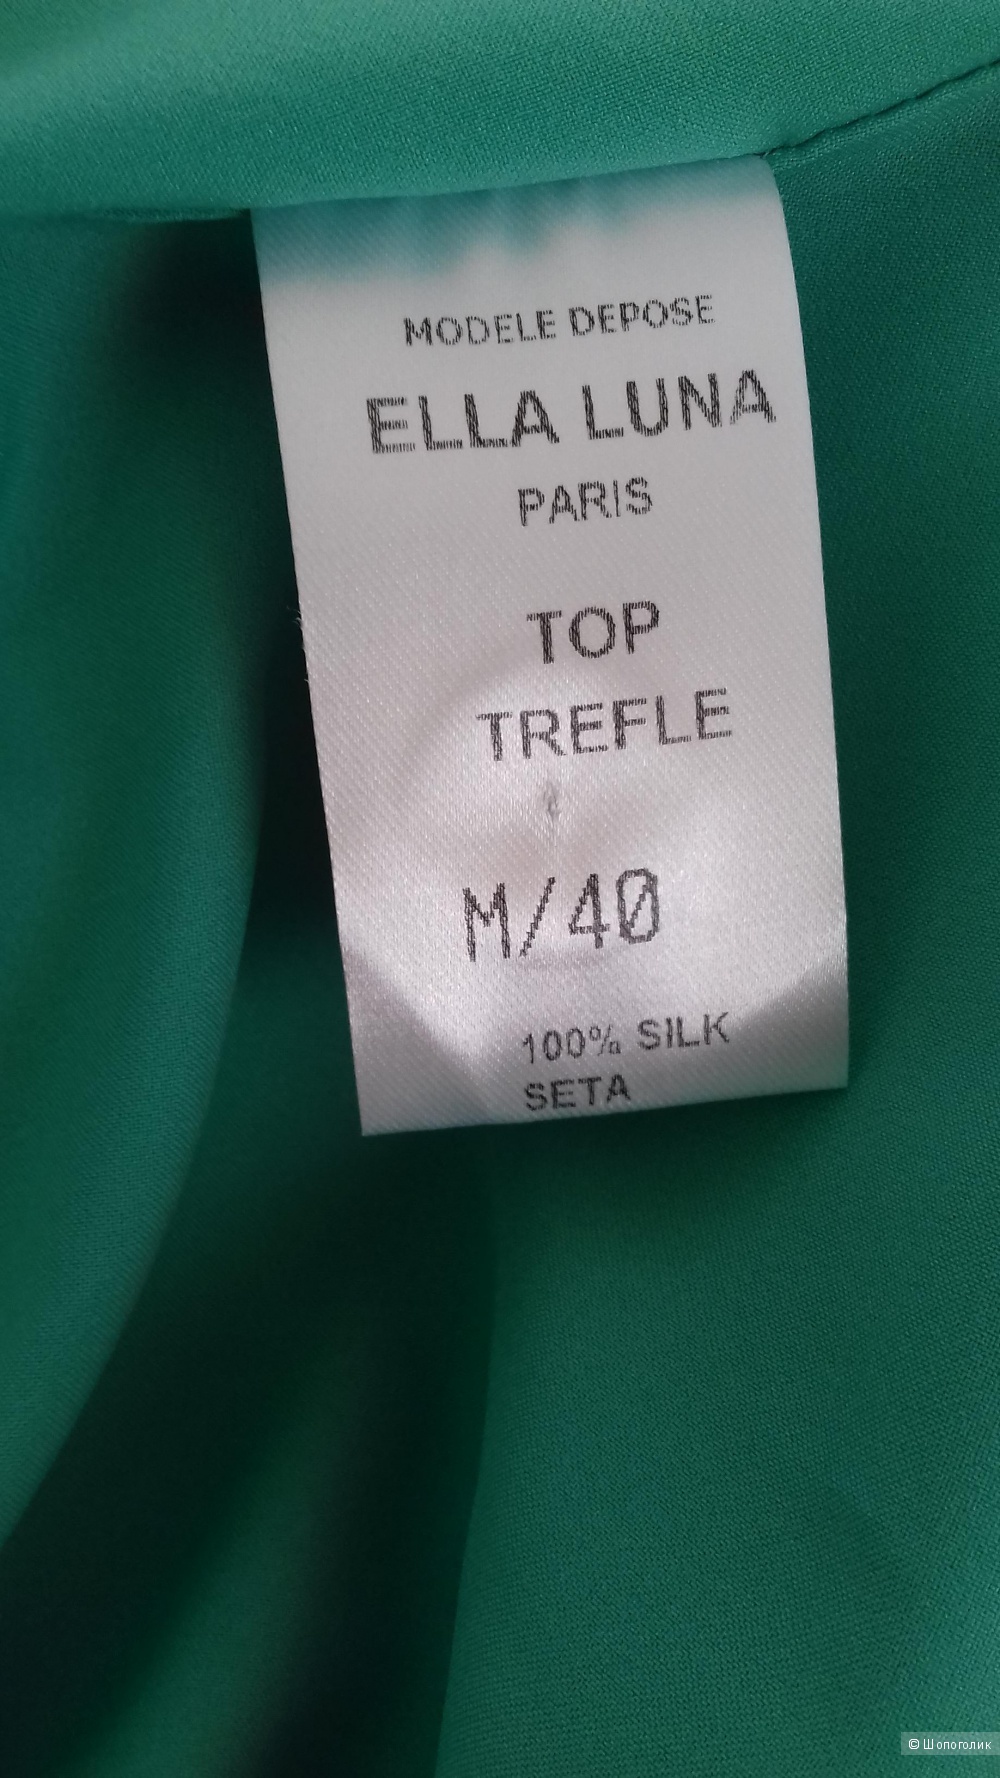 MODELE DEPOSE
ELLA LUNA
PARIS
TOP
TREFLE
M/40
100% SILK
SETA
© Шопоголик